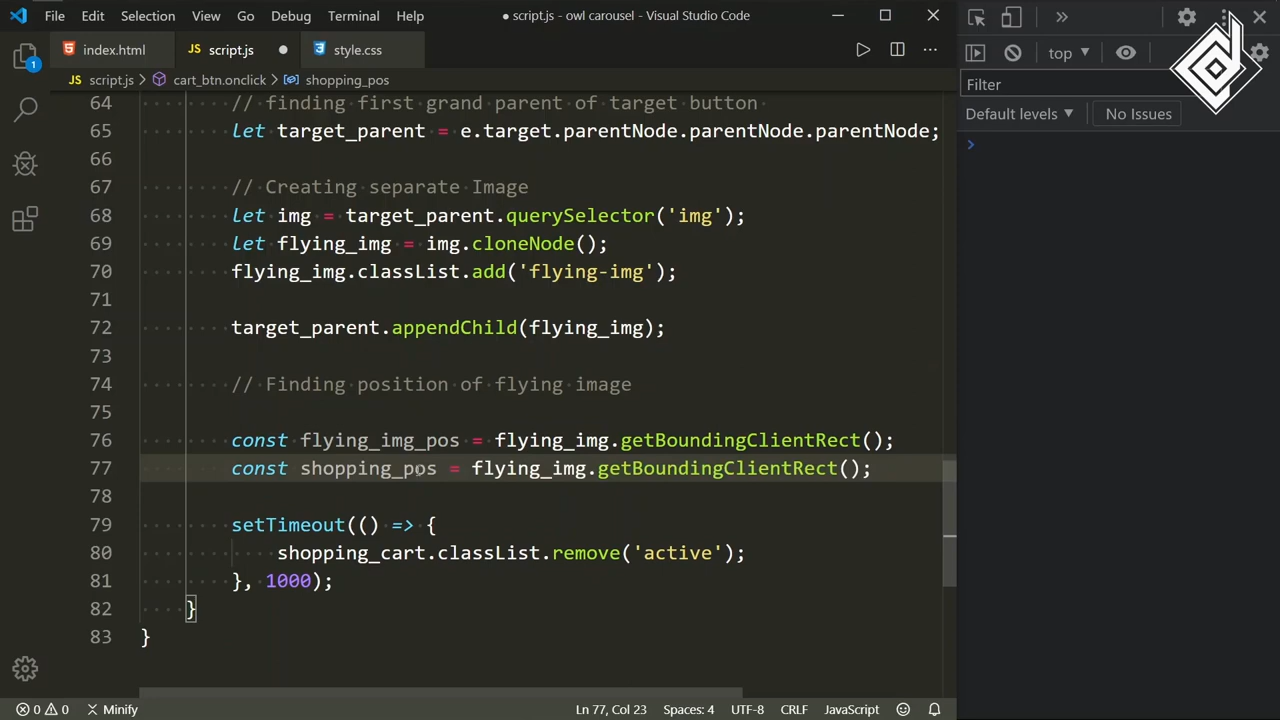 File Edit Selection View Go Debug Terminal Help ● script.js - owl carousel - Visual Studio Code
index.html JS script.js ● style.css
JS script.js > cart_btn.onclick > shopping_pos
top
Filter
Default levels ▼ No Issues
1
64 // finding first grand parent of target button
65 let target_parent = e.target.parentNode.parentNode.parentNode;
66
67 // Creating separate Image
68 let img = target_parent.querySelector('img');
69 let flying_img = img.cloneNode();
70 flying_img.classList.add('flying-img');
71
72 target_parent.appendChild(flying_img);
73
74 // Finding position of flying image
75
76 const flying_img_pos = flying_img.getBoundingClientRect();
77 const shopping_pos = flying_img.getBoundingClientRect();
78
79 setTimeout(() => {
80 shopping_cart.classList.remove('active');
81 }, 1000);
82 }
83 }
0 0 Minify Ln 77, Col 23 Spaces: 4 UTF-8 CRLF JavaScript